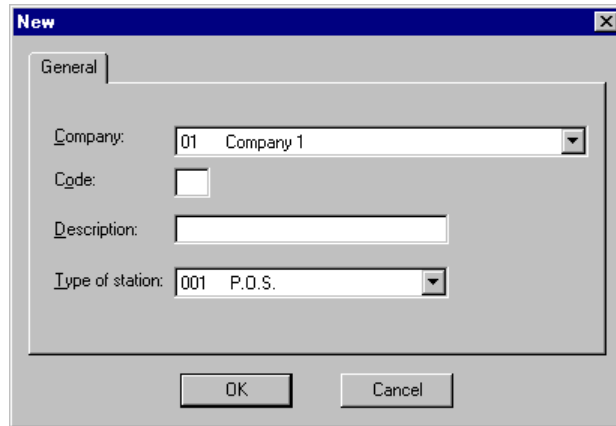 New
General
Company: 01 Company 1
Code:
Description:
Type of station: 001 P.O.S.
OK Cancel